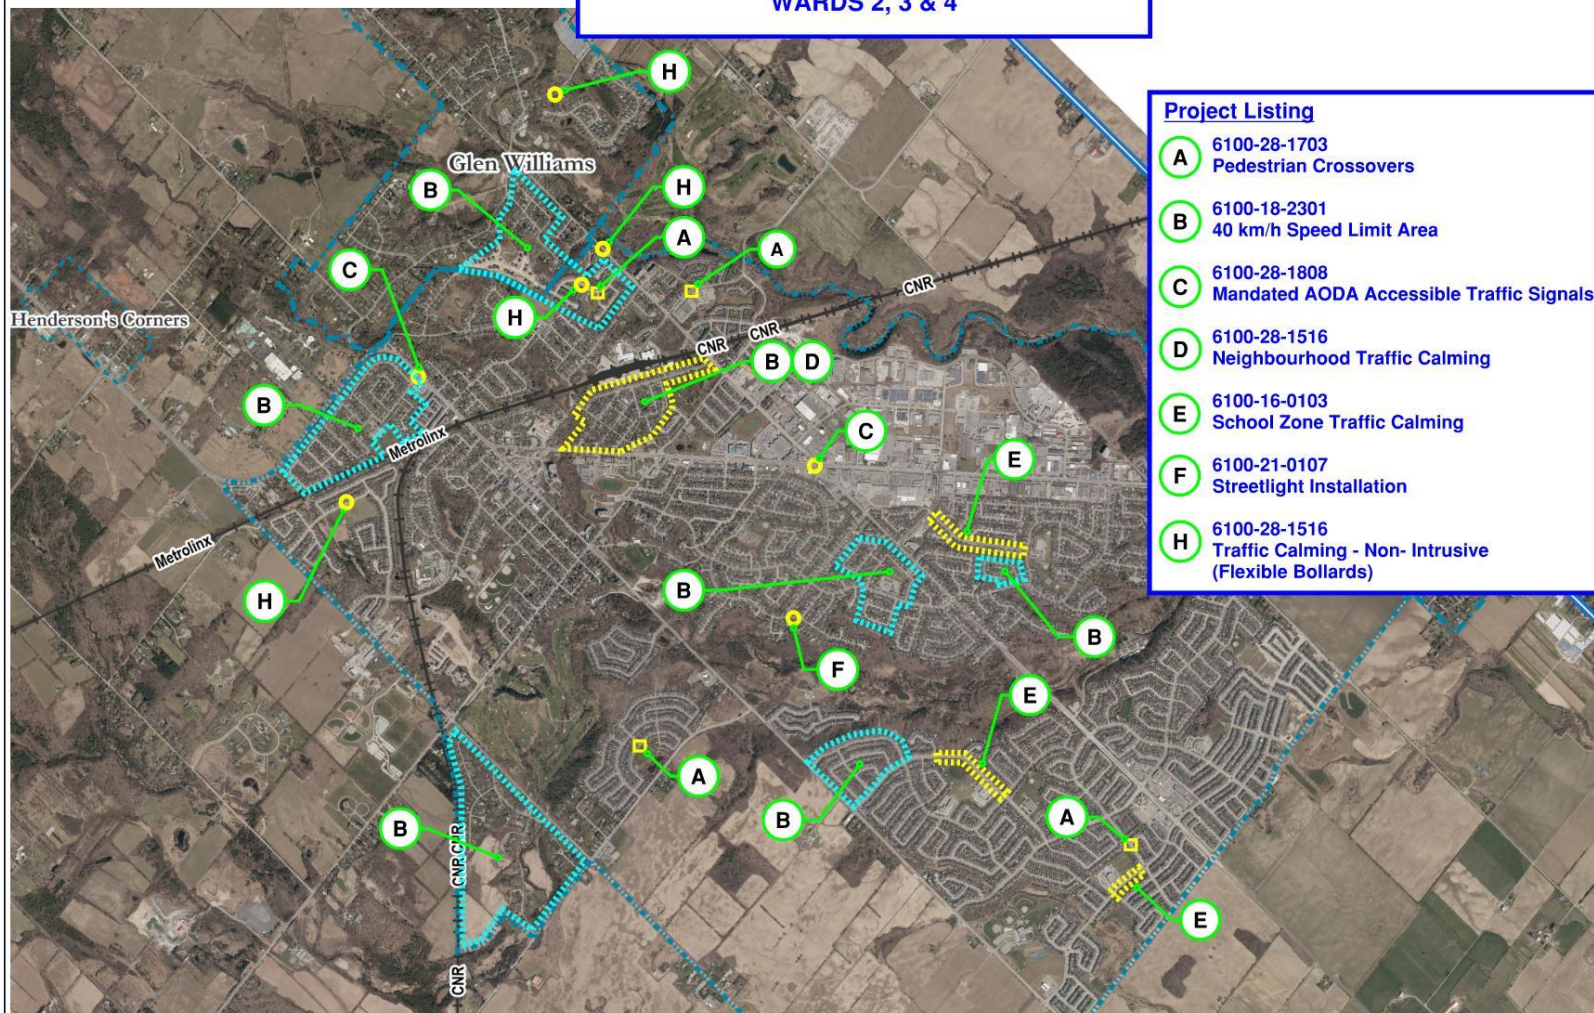 WARDS 2, 3 & 4
Project Listing
A
6100-28-1703
Pedestrian Crossovers
B
6100-18-2301
40 km/h Speed Limit Area
C
6100-28-1808
Mandated AODA Accessible Traffic Signals
D
6100-28-1516
Neighbourhood Traffic Calming
E
6100-16-0103
School Zone Traffic Calming
F
6100-21-0107
Streetlight Installation
H
6100-28-1516
Traffic Calming - Non- Intrusive
(Flexible Bollards)
H
Glen Williams
B
H
A
A
C
CNR
Henderson's Corners
H
CNR
CNR
B
D
B
Metrolinx
C
E
Metrolinx
B
H
B
F
E
A
B
A
B
CNR
CNR
E
CNR